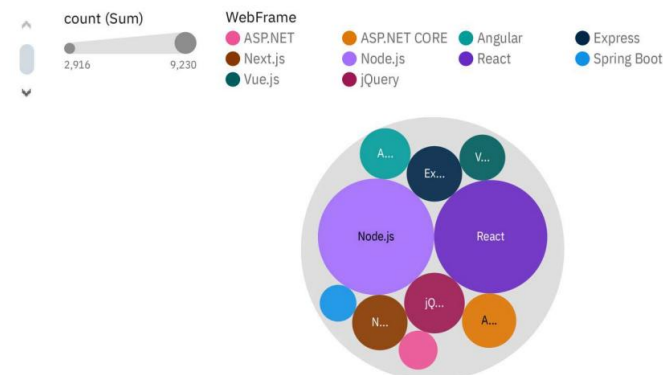 count (Sum)
2,916 9,230
WebFrame
ASP.NET ASP.NET CORE Angular Express
Next.js Node.js React Spring Boot
Vue.js jQuery
A...
Ex...
V...
Node.js
React
N...
jQ...
A...